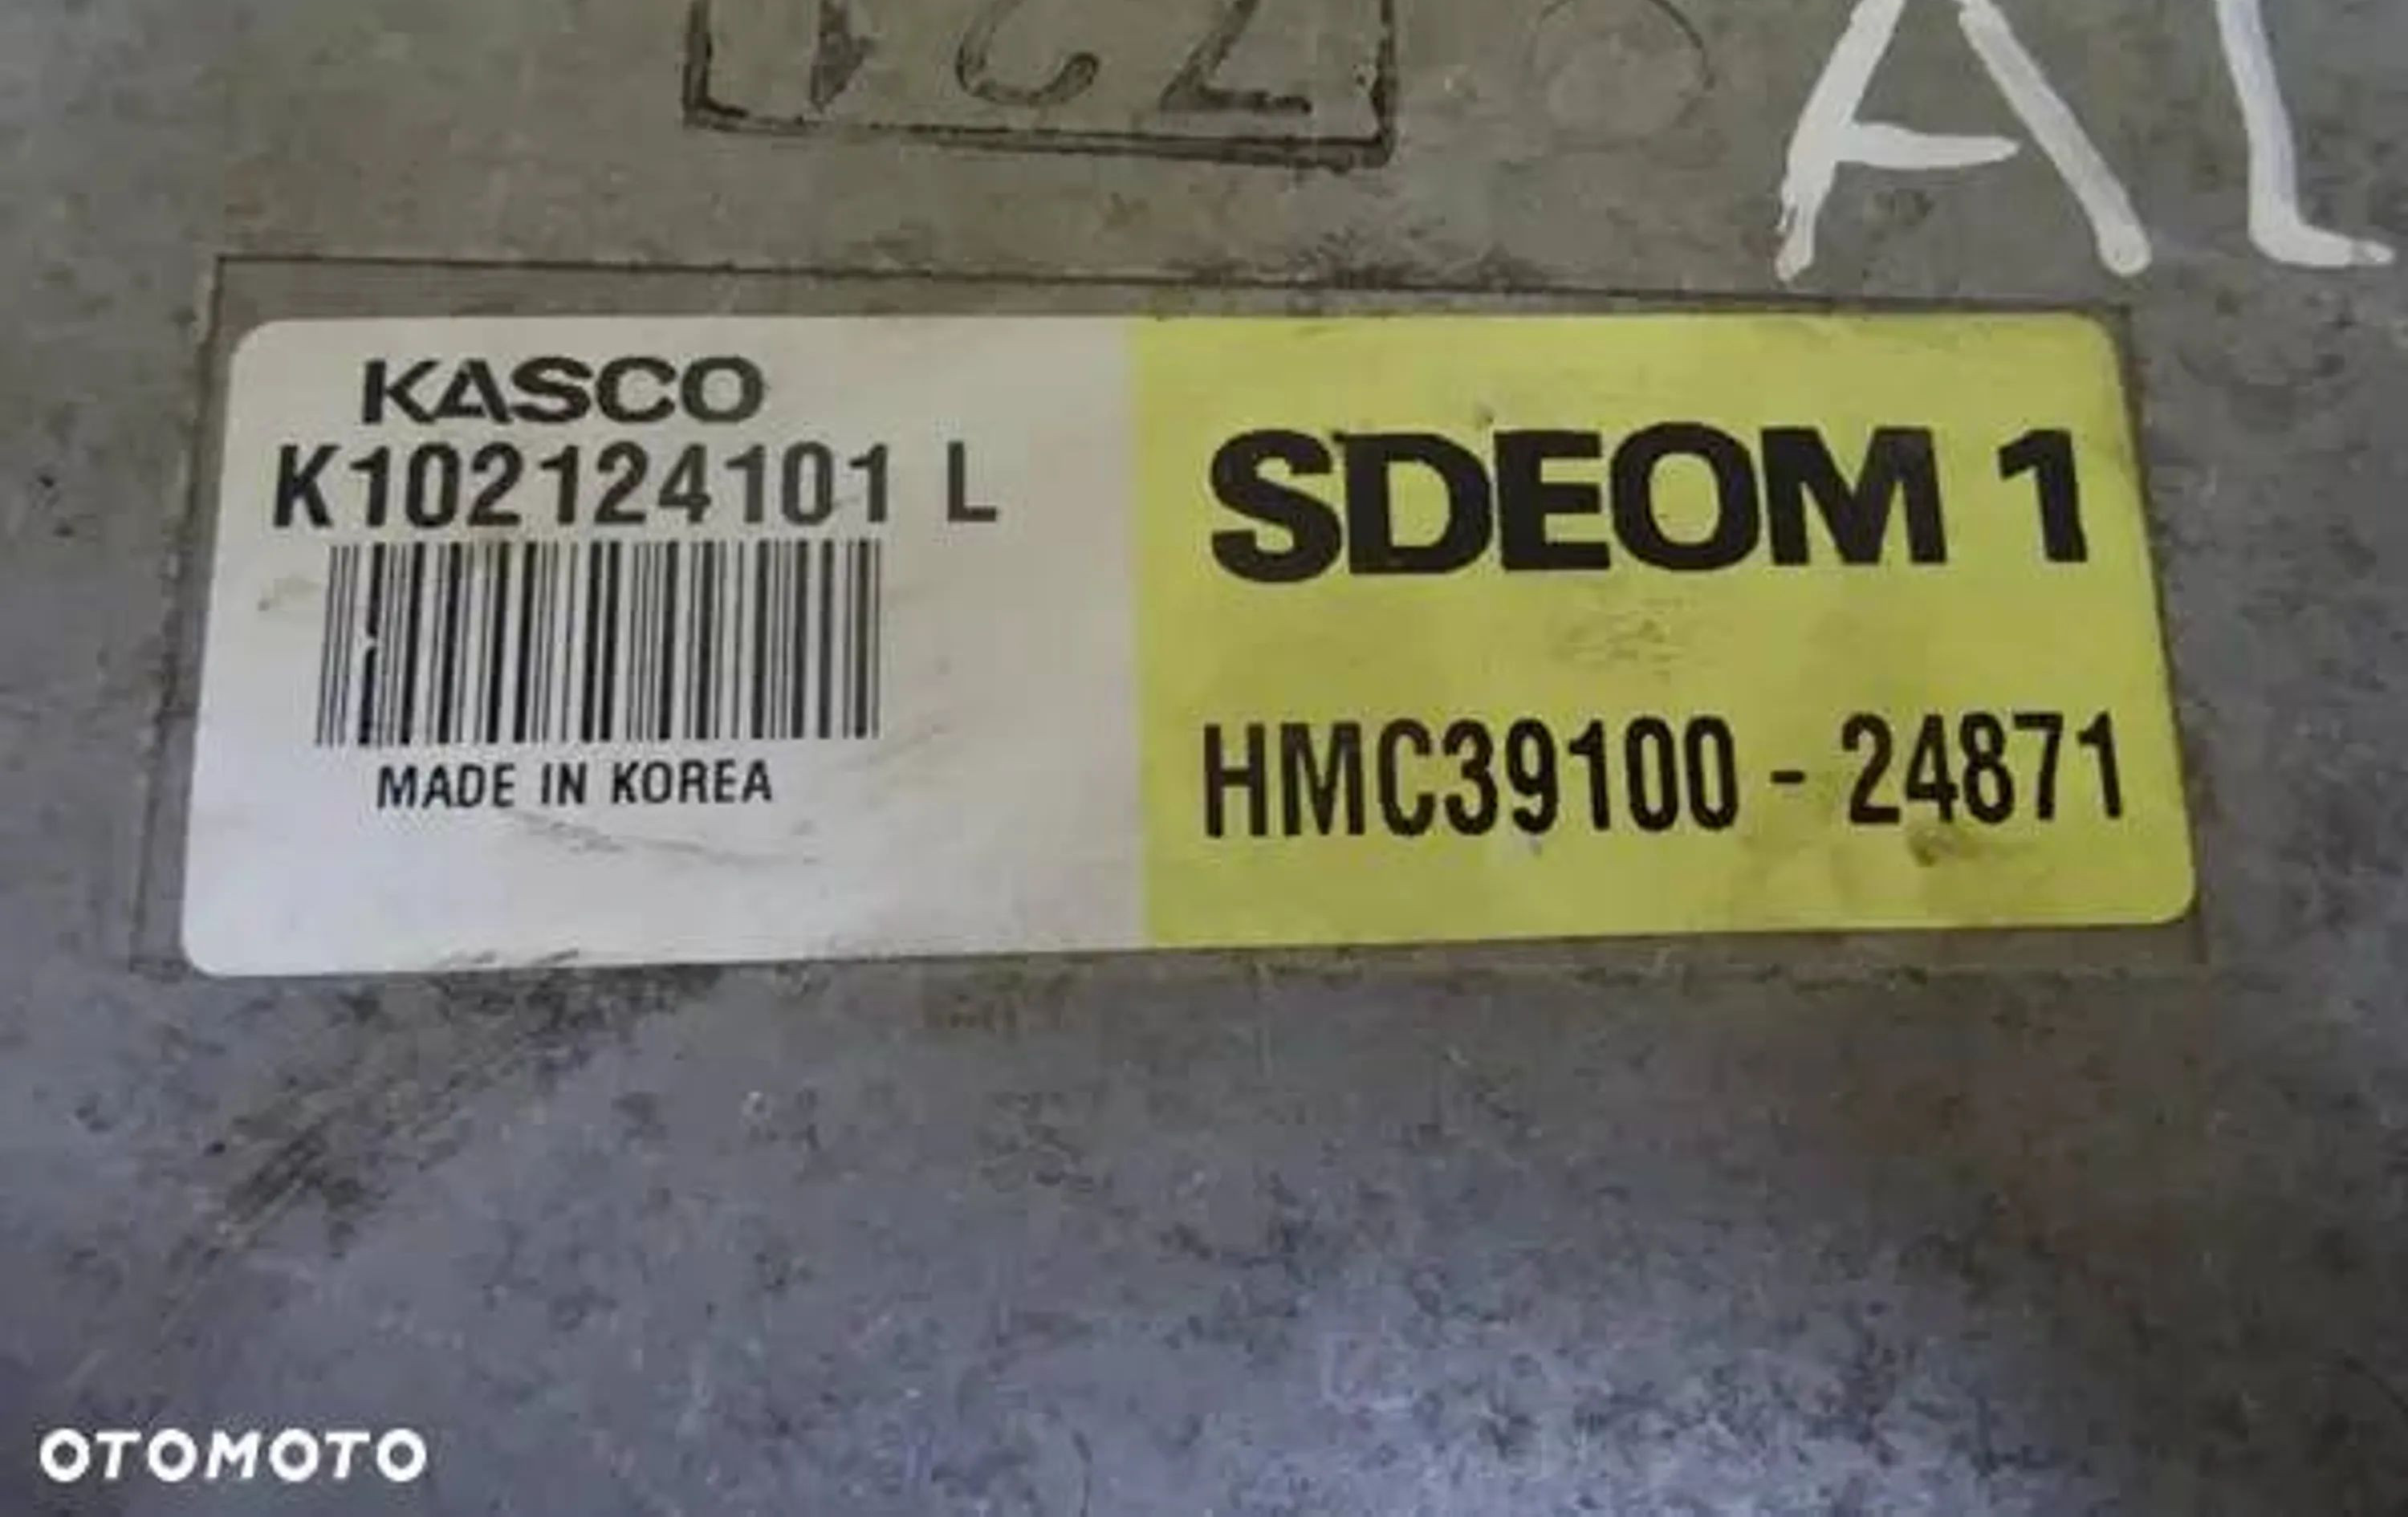 KASCO
K102124101 L
MADE IN KOREA
SDEOM 1
HMC39100 - 24871
OTOMOTO